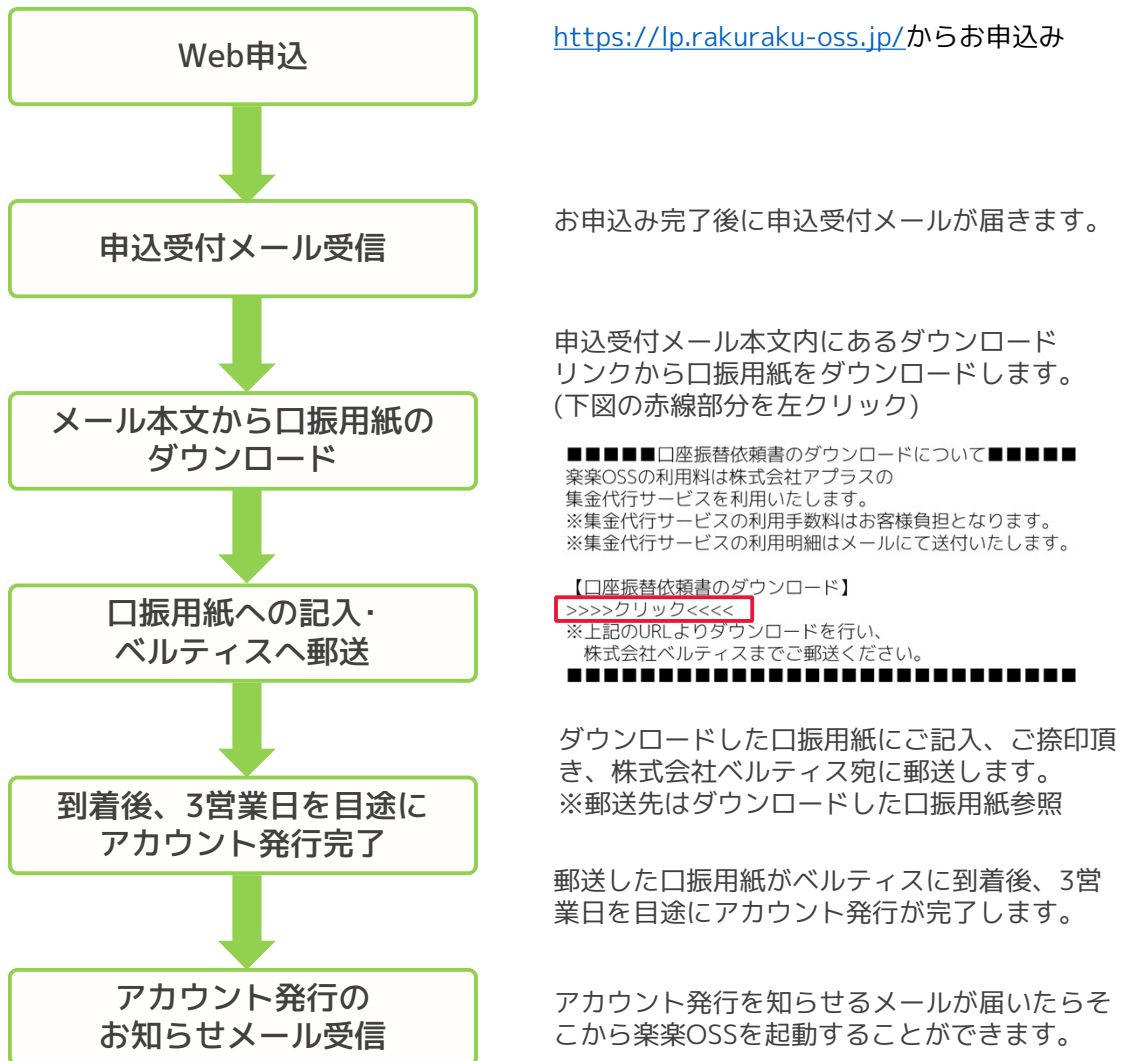 Web申込
https://lp.rakuraku-oss.jp/からお申込み
申込受付メール受信
お申込み完了後に申込受付メールが届きます。
メール本文から口振用紙の
ダウンロード
申込受付メール本文内にあるダウンロード
リンクから口振用紙をダウンロードします。
(下図の赤線部分を左クリック)
■■■■■口座振替依頼書のダウンロードについて■■■■■
楽楽OSSの利用料は株式会社アプラスの
集金代行サービスを利用いたします。
※集金代行サービスの利用手数料はお客様負担となります。
※集金代行サービスの利用明細はメールにて送付いたします。
【口座振替依頼書のダウンロード】
>>>>クリック<<<<
※上記のURLよりダウンロードを行い、
株式会社ベルティスまでご郵送ください。
■■■■■■■■■■■■■■■■■■■■■■■■■■■■
口振用紙への記入・
ベルティスへ郵送
ダウンロードした口振用紙にご記入、ご捺印頂
き、株式会社ベルティス宛に郵送します。
※郵送先はダウンロードした口振用紙参照
到着後、3営業日を目途に
アカウント発行完了
郵送した口振用紙がベルティスに到着後、3営
業日を目途にアカウント発行が完了します。
アカウント発行の
お知らせメール受信
アカウント発行を知らせるメールが届いたらそ
こから楽楽OSSを起動することができます。